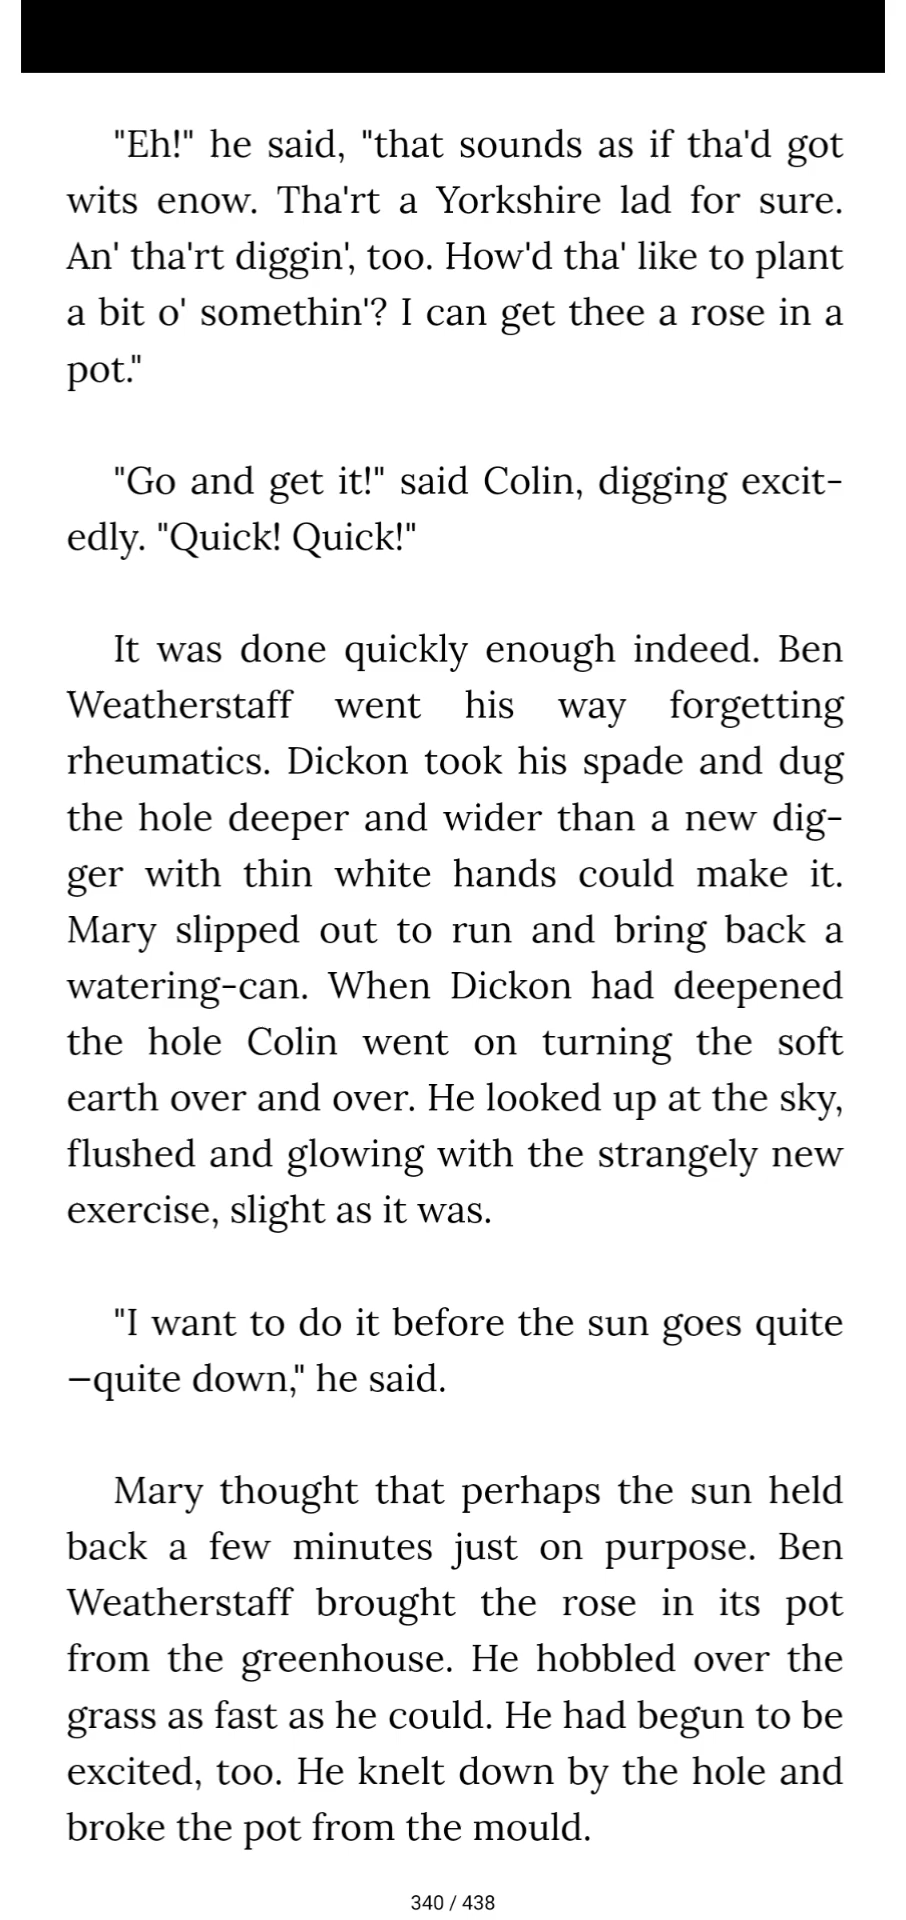 "Eh!" he said, "that sounds as if tha'd got
wits enow. Tha'rt a Yorkshire lad for sure.
An' tha'rt diggin', too. How'd tha' like to plant
a bit o' somethin'? I can get thee a rose in a
pot."
"Go and get it!" said Colin, digging excit-
edly. "Quick! Quick!"
It was done quickly enough indeed. Ben
Weatherstaff went his way forgetting
rheumatics. Dickon took his spade and dug
the hole deeper and wider than a new dig-
ger with thin white hands could make it.
Mary slipped out to run and bring back a
watering-can. When Dickon had deepened
the hole Colin went on turning the soft
earth over and over. He looked up at the sky,
flushed and glowing with the strangely new
exercise, slight as it was.
"I want to do it before the sun goes quite
—quite down," he said.
Mary thought that perhaps the sun held
back a few minutes just on purpose. Ben
Weatherstaff brought the rose in its pot
from the greenhouse. He hobbled over the
grass as fast as he could. He had begun to be
excited, too. He knelt down by the hole and
broke the pot from the mould.
340 / 438